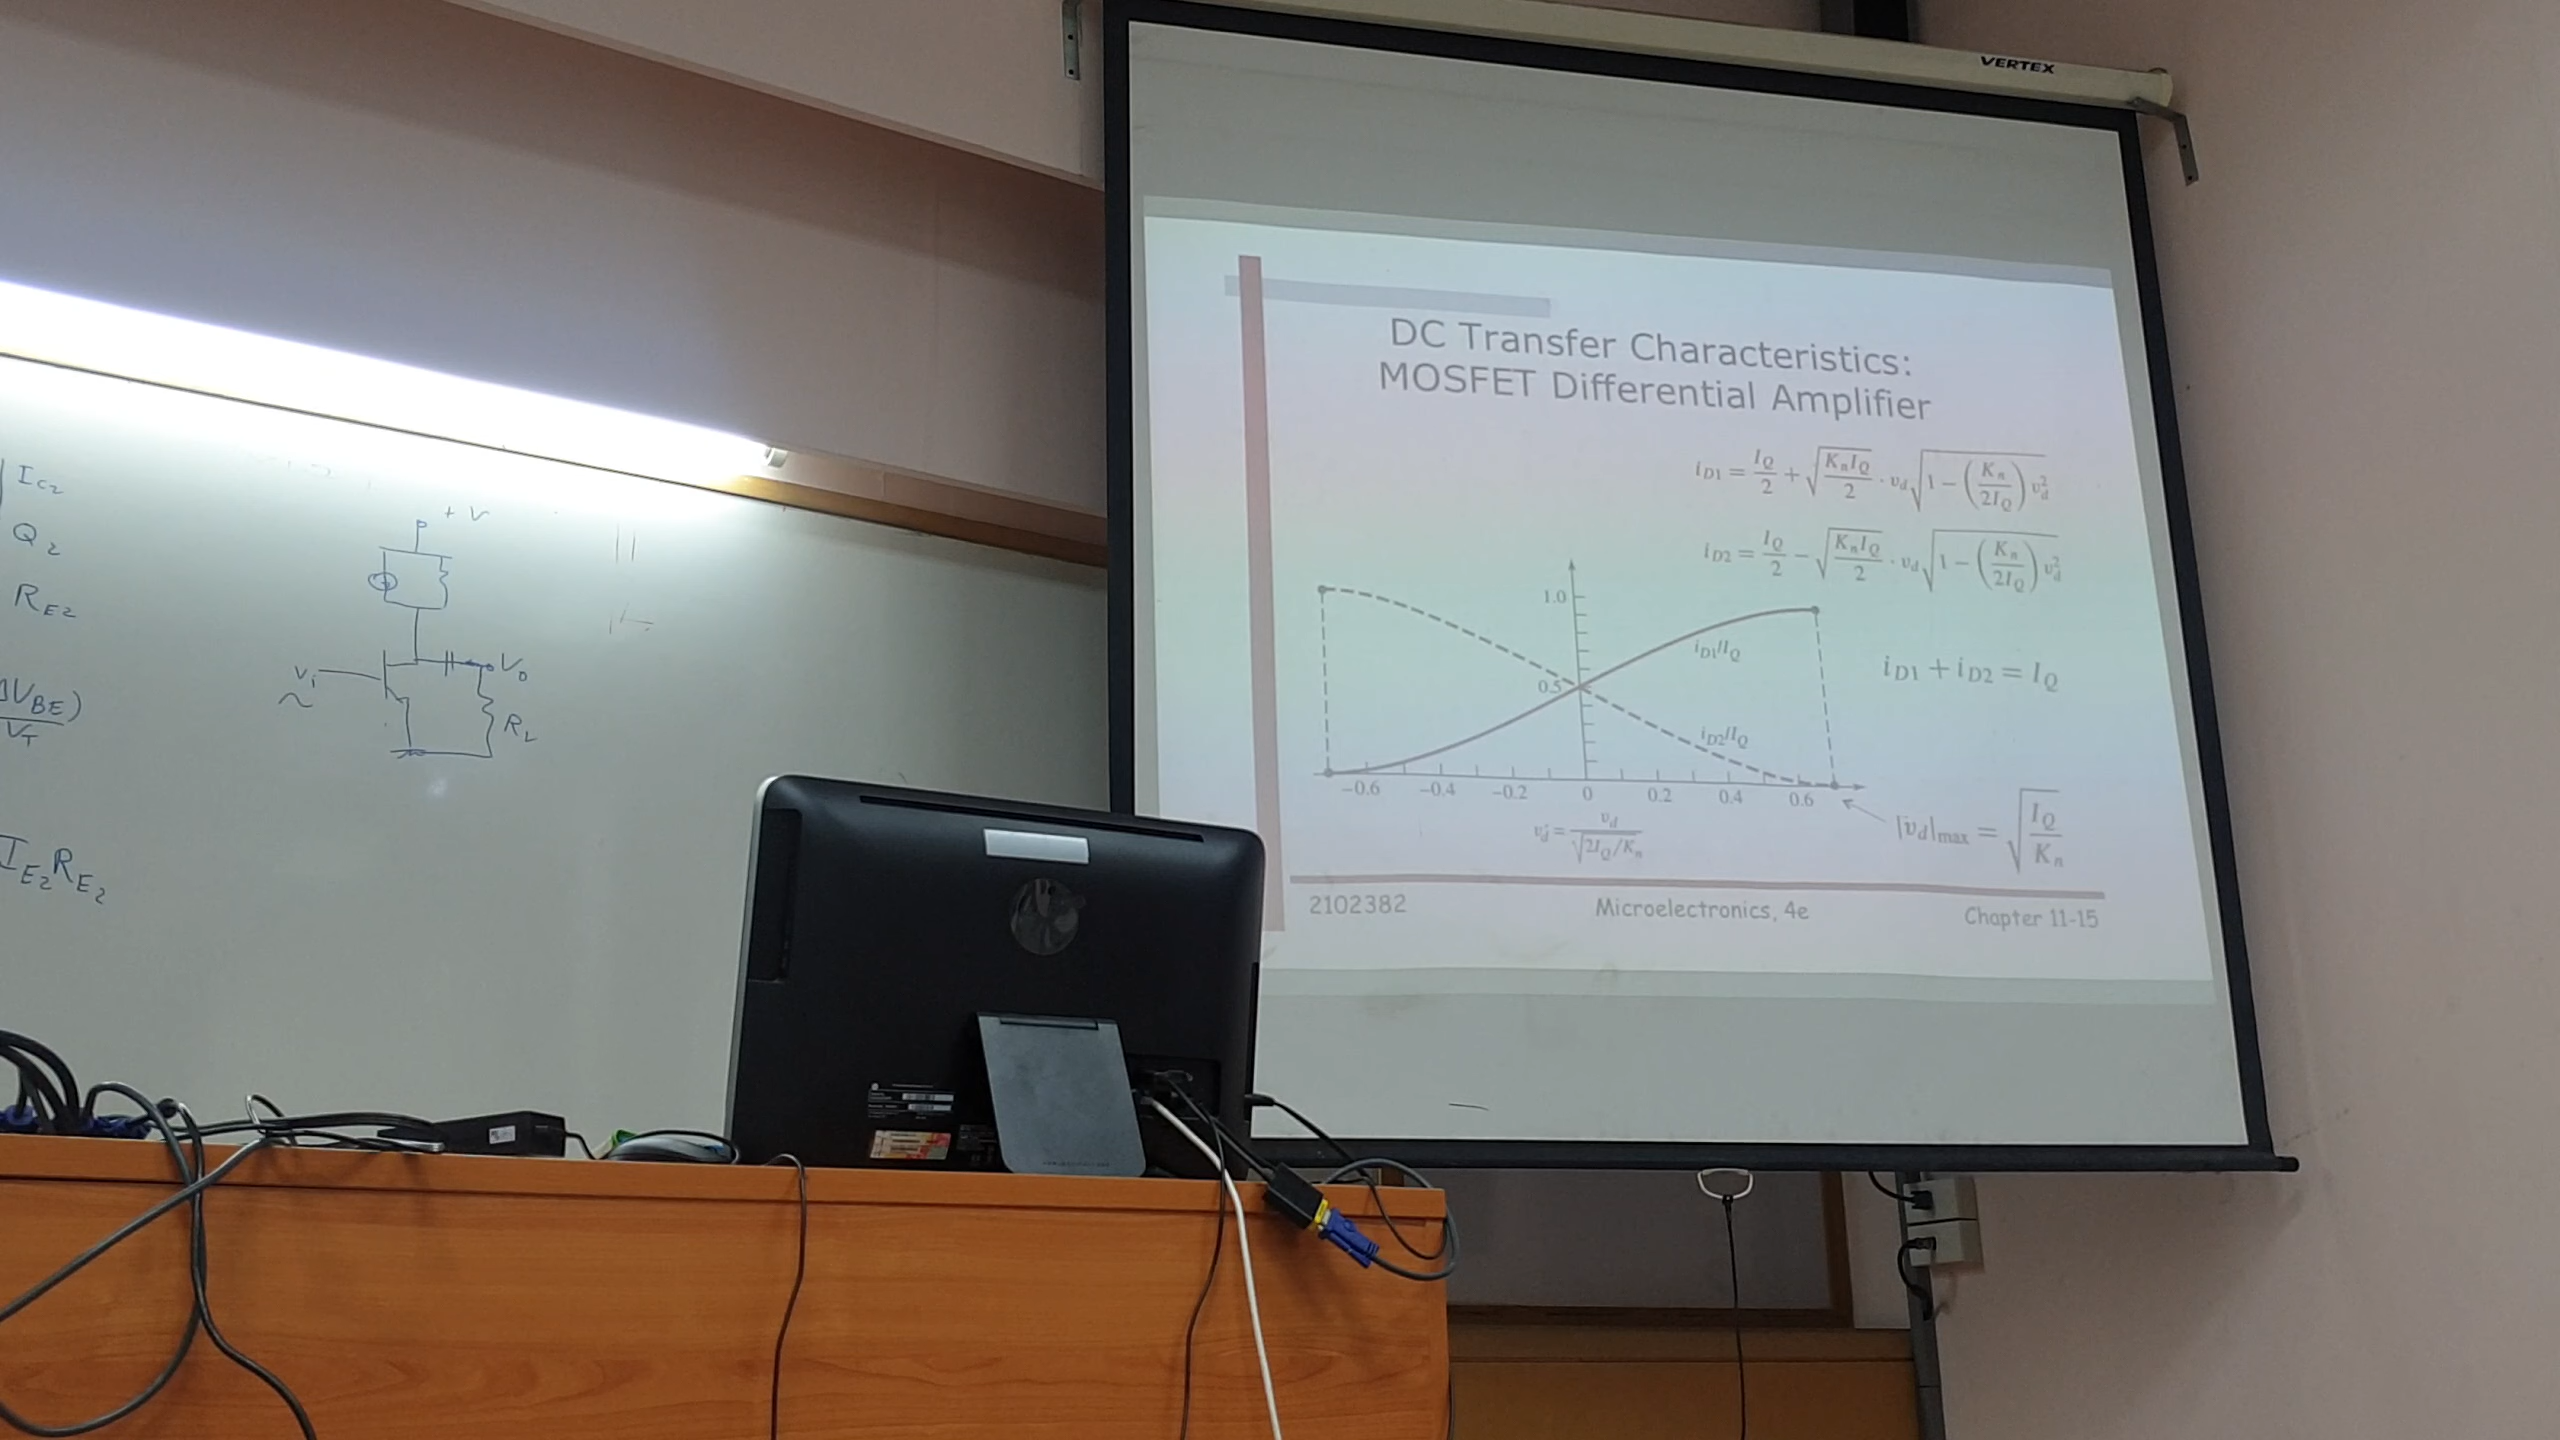 VERTEX
DC Transfer Characteristics:
MOSFET Differential Amplifier
i_D1 = I_Q/2 + √(K_n I_Q/2) · v_d √(1 − (K_n/2I_Q) v_d²)
i_D2 = I_Q/2 − √(K_n I_Q/2) · v_d √(1 − (K_n/2I_Q) v_d²)
1.0
i_D1/I_Q
i_D1 + i_D2 = I_Q
0.5
i_D2/I_Q
−0.6 −0.4 −0.2 0 0.2 0.4 0.6
v_d' = v_d/√(2I_Q/K_n)
|v_d|max = √(I_Q/K_n)
2102382 Microelectronics, 4e Chapter 11-15
I_C2
Q_2
R_E2
V_BE)
V_T
I_E2 R_E2
+ V
V_i
V_o
R_L